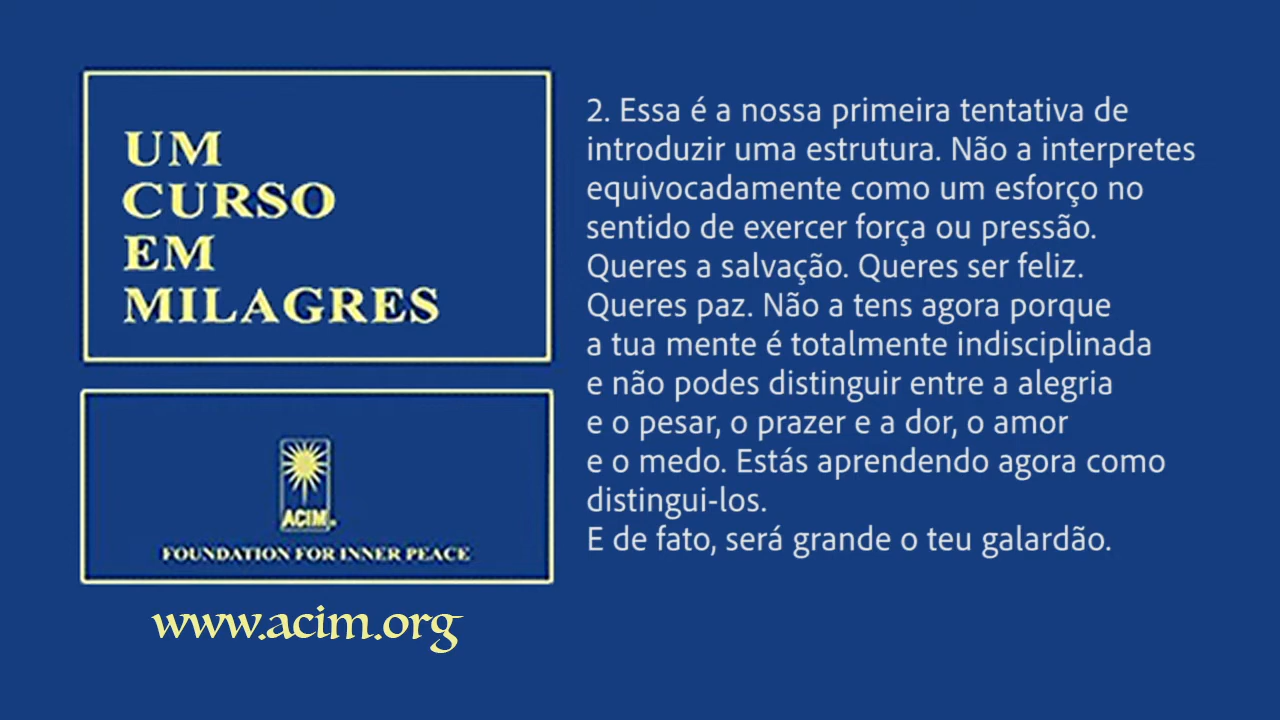 UM
CURSO
EM
MILAGRES
ACIM®
FOUNDATION FOR INNER PEACE
www.acim.org
2. Essa é a nossa primeira tentativa de
introduzir uma estrutura. Não a interpretes
equivocadamente como um esforço no
sentido de exercer força ou pressão.
Queres a salvação. Queres ser feliz.
Queres paz. Não a tens agora porque
a tua mente é totalmente indisciplinada
e não podes distinguir entre a alegria
e o pesar, o prazer e a dor, o amor
e o medo. Estás aprendendo agora como
distingui-los.
E de fato, será grande o teu galardão.